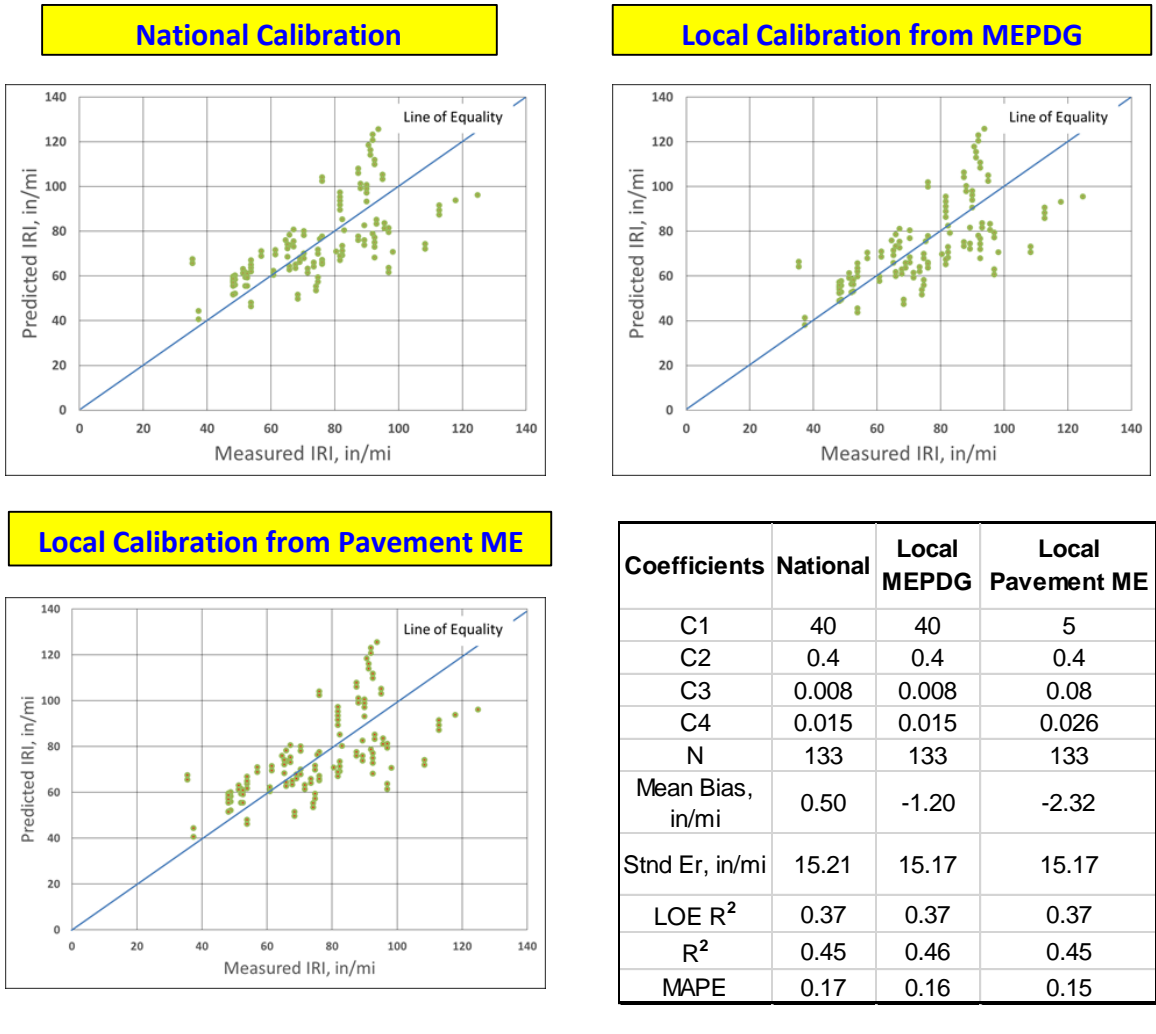 National Calibration
Local Calibration from MEPDG
140
120
100
80
60
40
20
0
Predicted IRI, in/mi
Line of Equality
0 20 40 60 80 100 120 140
Measured IRI, in/mi
140
120
100
80
60
40
20
0
Predicted IRI, in/mi
Line of Equality
0 20 40 60 80 100 120 140
Measured IRI, in/mi
Local Calibration from Pavement ME
140
120
100
80
60
40
20
0
Predicted IRI, in/mi
Line of Equality
0 20 40 60 80 100 120 140
Measured IRI, in/mi
Coefficients National Local MEPDG Local Pavement ME
C1 40 40 5
C2 0.4 0.4 0.4
C3 0.008 0.008 0.08
C4 0.015 0.015 0.026
N 133 133 133
Mean Bias, in/mi 0.50 -1.20 -2.32
Stnd Er, in/mi 15.21 15.17 15.17
LOE R² 0.37 0.37 0.37
R² 0.45 0.46 0.45
MAPE 0.17 0.16 0.15